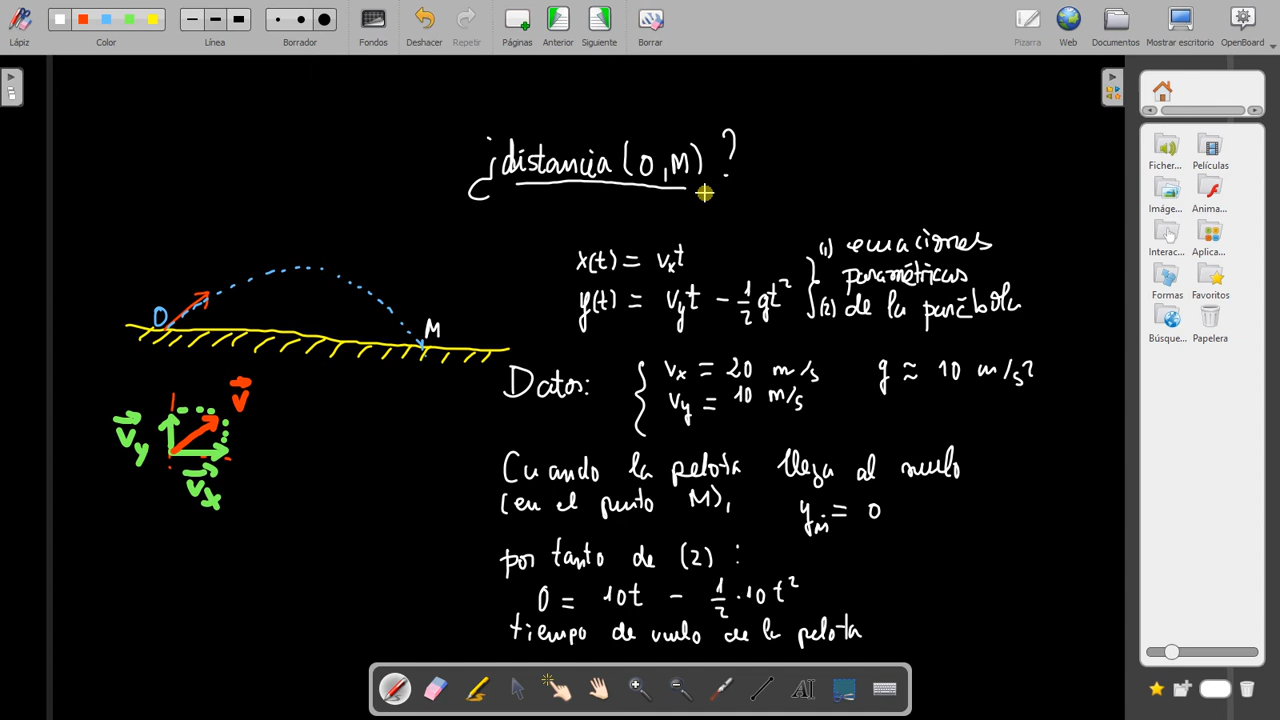 Lápiz
Color
Línea
Borrador
Fondos
Deshacer
Repetir
Páginas
Anterior
Siguiente
Borrar
Pizarra
Web
Documentos
Mostrar escritorio
OpenBoard
¿distancia (O,M)?
x(t) = vₓt
y(t) = v_y t - 1/2 gt²
(1) ecuaciones
paramétricas
(2) de la parábola
O
M
Datos:
vₓ = 20 m/s
g ≈ 10 m/s²
v_y = 10 m/s
v⃗
v⃗_y
v⃗ₓ
Cuando la pelota llega al suelo
(en el punto M),
y_M = 0
por tanto de (2):
0 = 10t - 1/2 · 10t²
tiempo de vuelo de la pelota
Ficher...
Películas
Image...
Anima...
Interac...
Aplica...
Formas
Favoritos
Búsque...
Papelera
AI